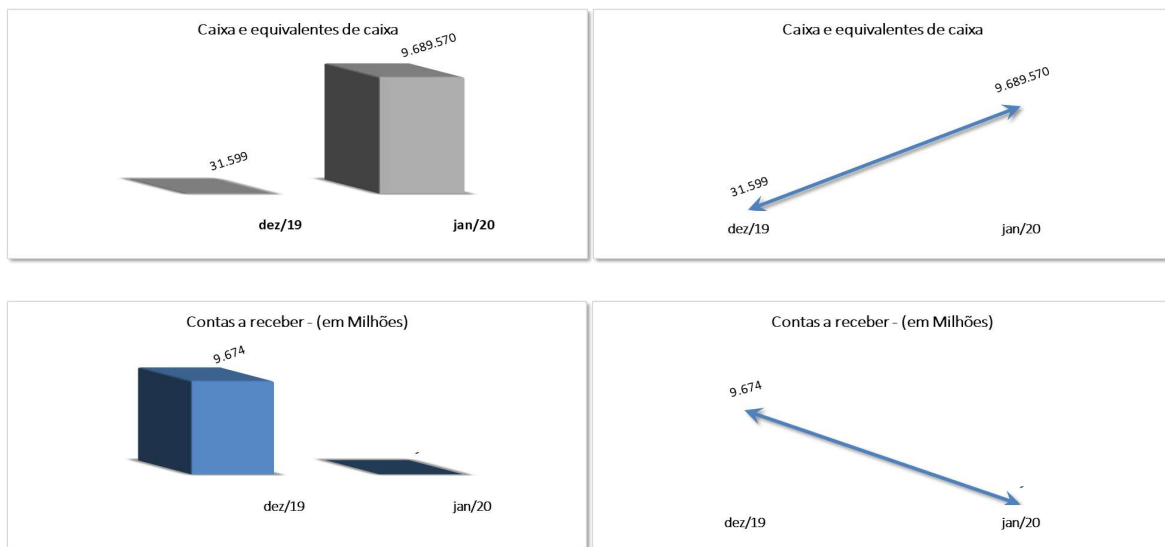 Caixa e equivalentes de caixa
9.689.570
31.599
dez/19
jan/20
Caixa e equivalentes de caixa
9.689.570
31.599
dez/19
jan/20
Contas a receber - (em Milhões)
9.674
dez/19
jan/20
Contas a receber - (em Milhões)
9.674
dez/19
jan/20